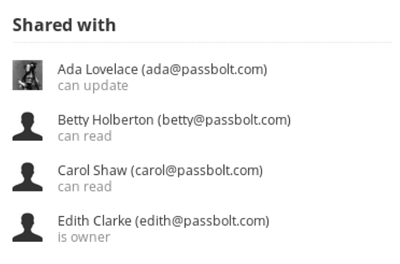 Shared with
Ada Lovelace (ada@passbolt.com)
can update
Betty Holberton (betty@passbolt.com)
can read
Carol Shaw (carol@passbolt.com)
can read
Edith Clarke (edith@passbolt.com)
is owner